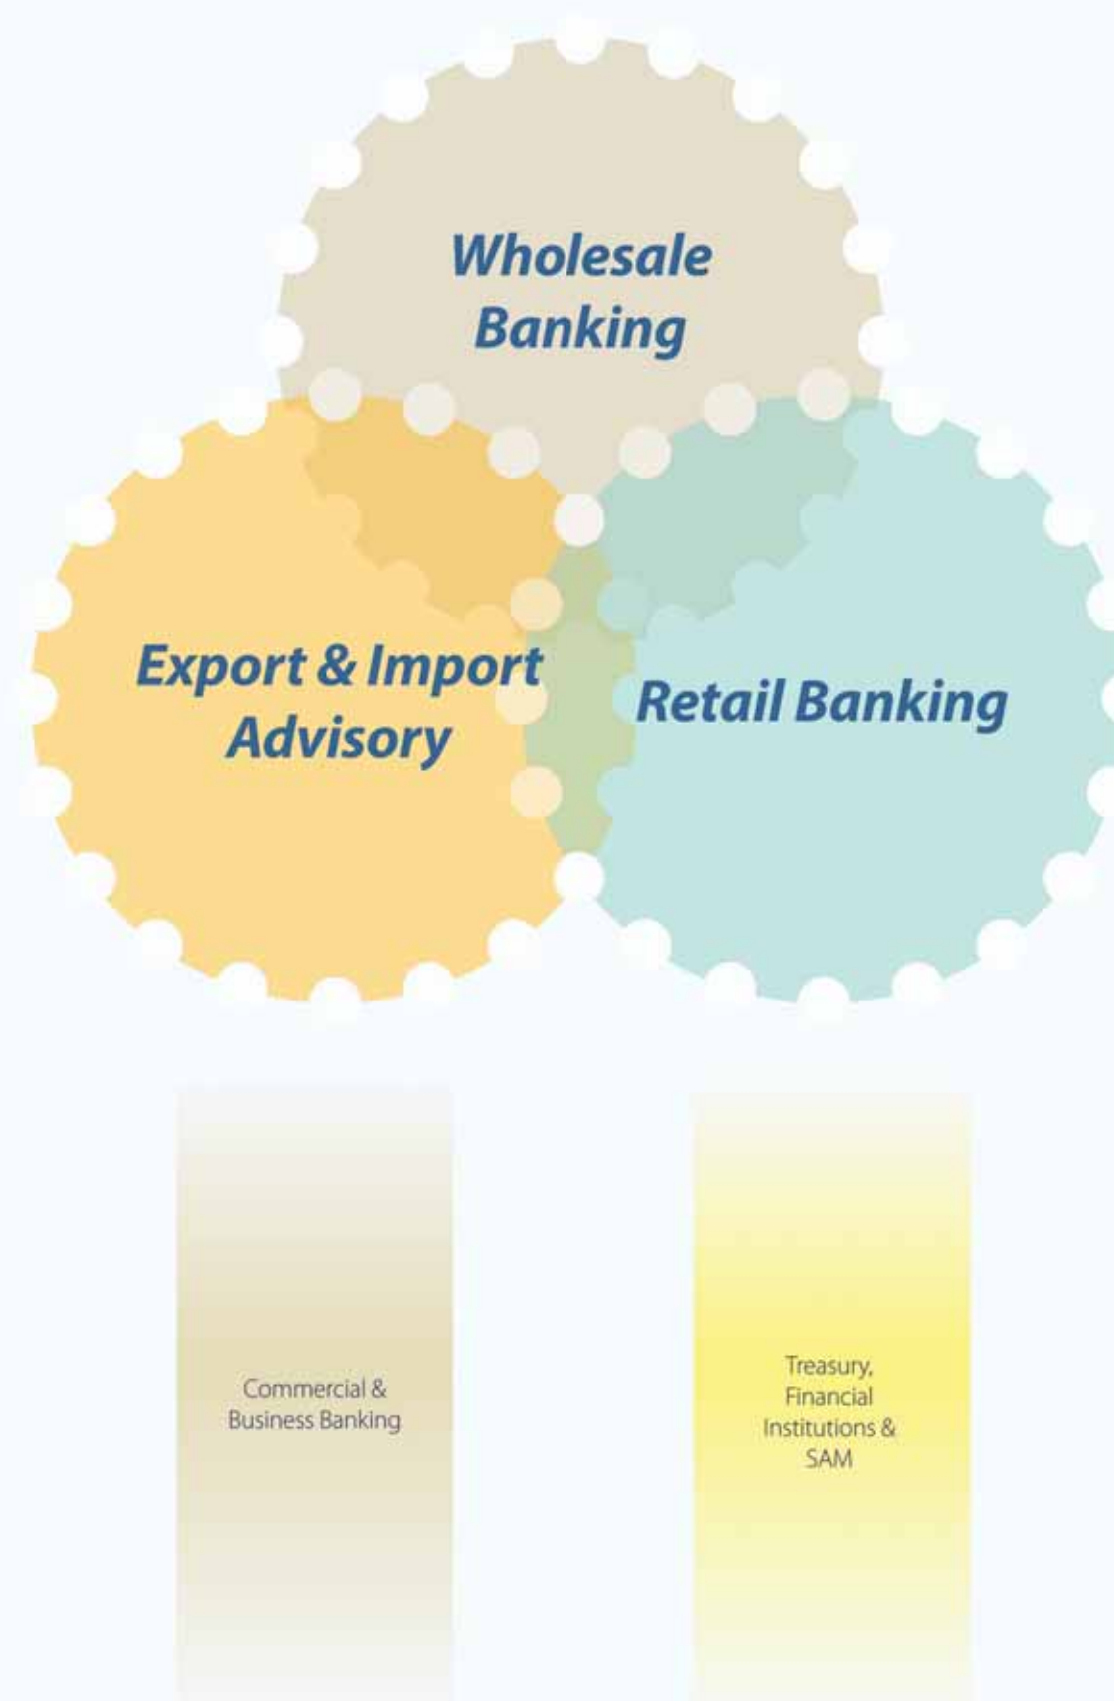 Wholesale
Banking
Export & Import
Advisory
Retail Banking
Commercial &
Business Banking
Treasury,
Financial
Institutions &
SAM